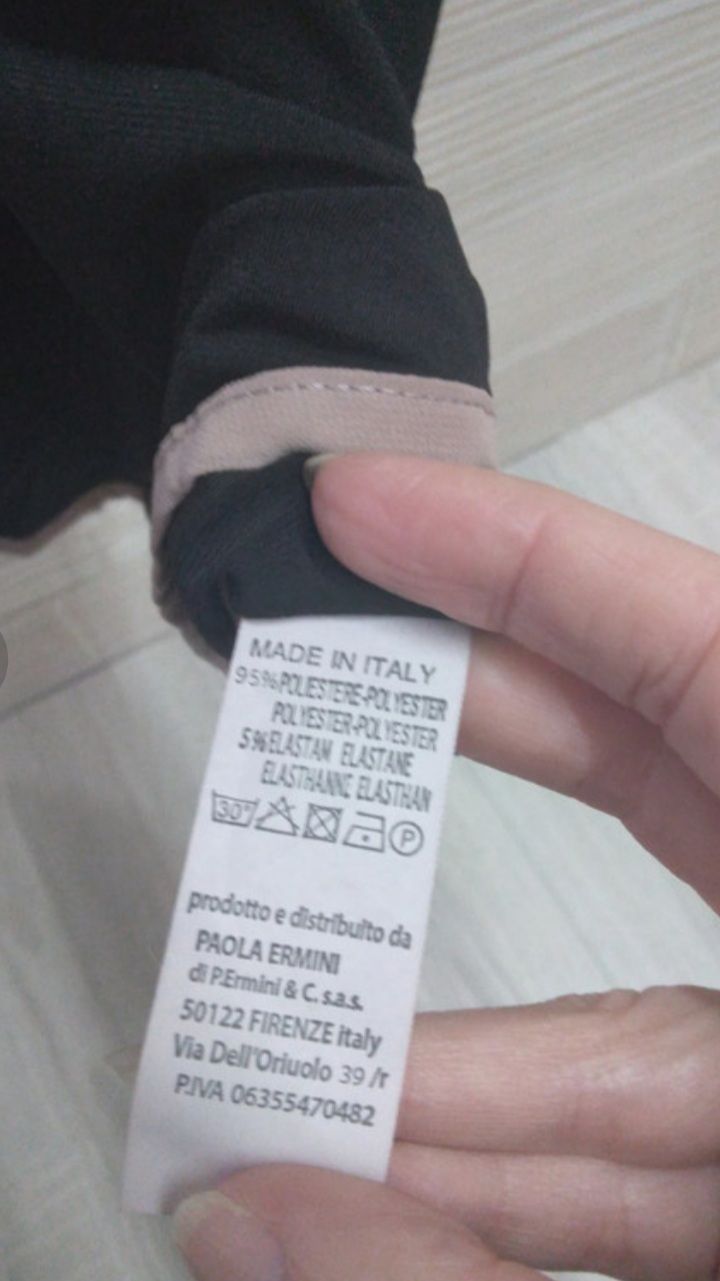 MADE IN ITALY
95%POLIESTERE-POLYESTER
POLYESTER-POLYESTER
5%ELASTAM ELASTANE
ELASTHANNE ELASTHAN
30° P
prodotto e distribuito da
PAOLA ERMINI
di P.Ermini & C. s.a.s.
50122 FIRENZE italy
Via Dell'Oriuolo 39 /r
P.IVA 06355470482